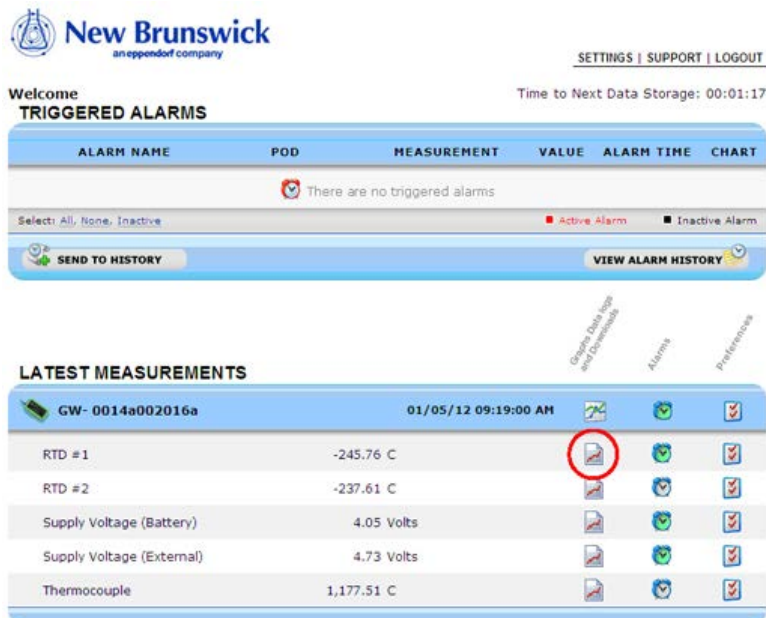 New Brunswick
an eppendorf company
SETTINGS | SUPPORT | LOGOUT
Welcome
Time to Next Data Storage: 00:01:17
TRIGGERED ALARMS
ALARM NAME POD MEASUREMENT VALUE ALARM TIME CHART
There are no triggered alarms
Select: All, None, Inactive Active Alarm Inactive Alarm
SEND TO HISTORY VIEW ALARM HISTORY
Graphs Data logs
and Downloads
Alarms
Preferences
LATEST MEASUREMENTS
GW- 0014a002016a 01/05/12 09:19:00 AM
RTD #1 -245.76 C
RTD #2 -237.61 C
Supply Voltage (Battery) 4.05 Volts
Supply Voltage (External) 4.73 Volts
Thermocouple 1,177.51 C